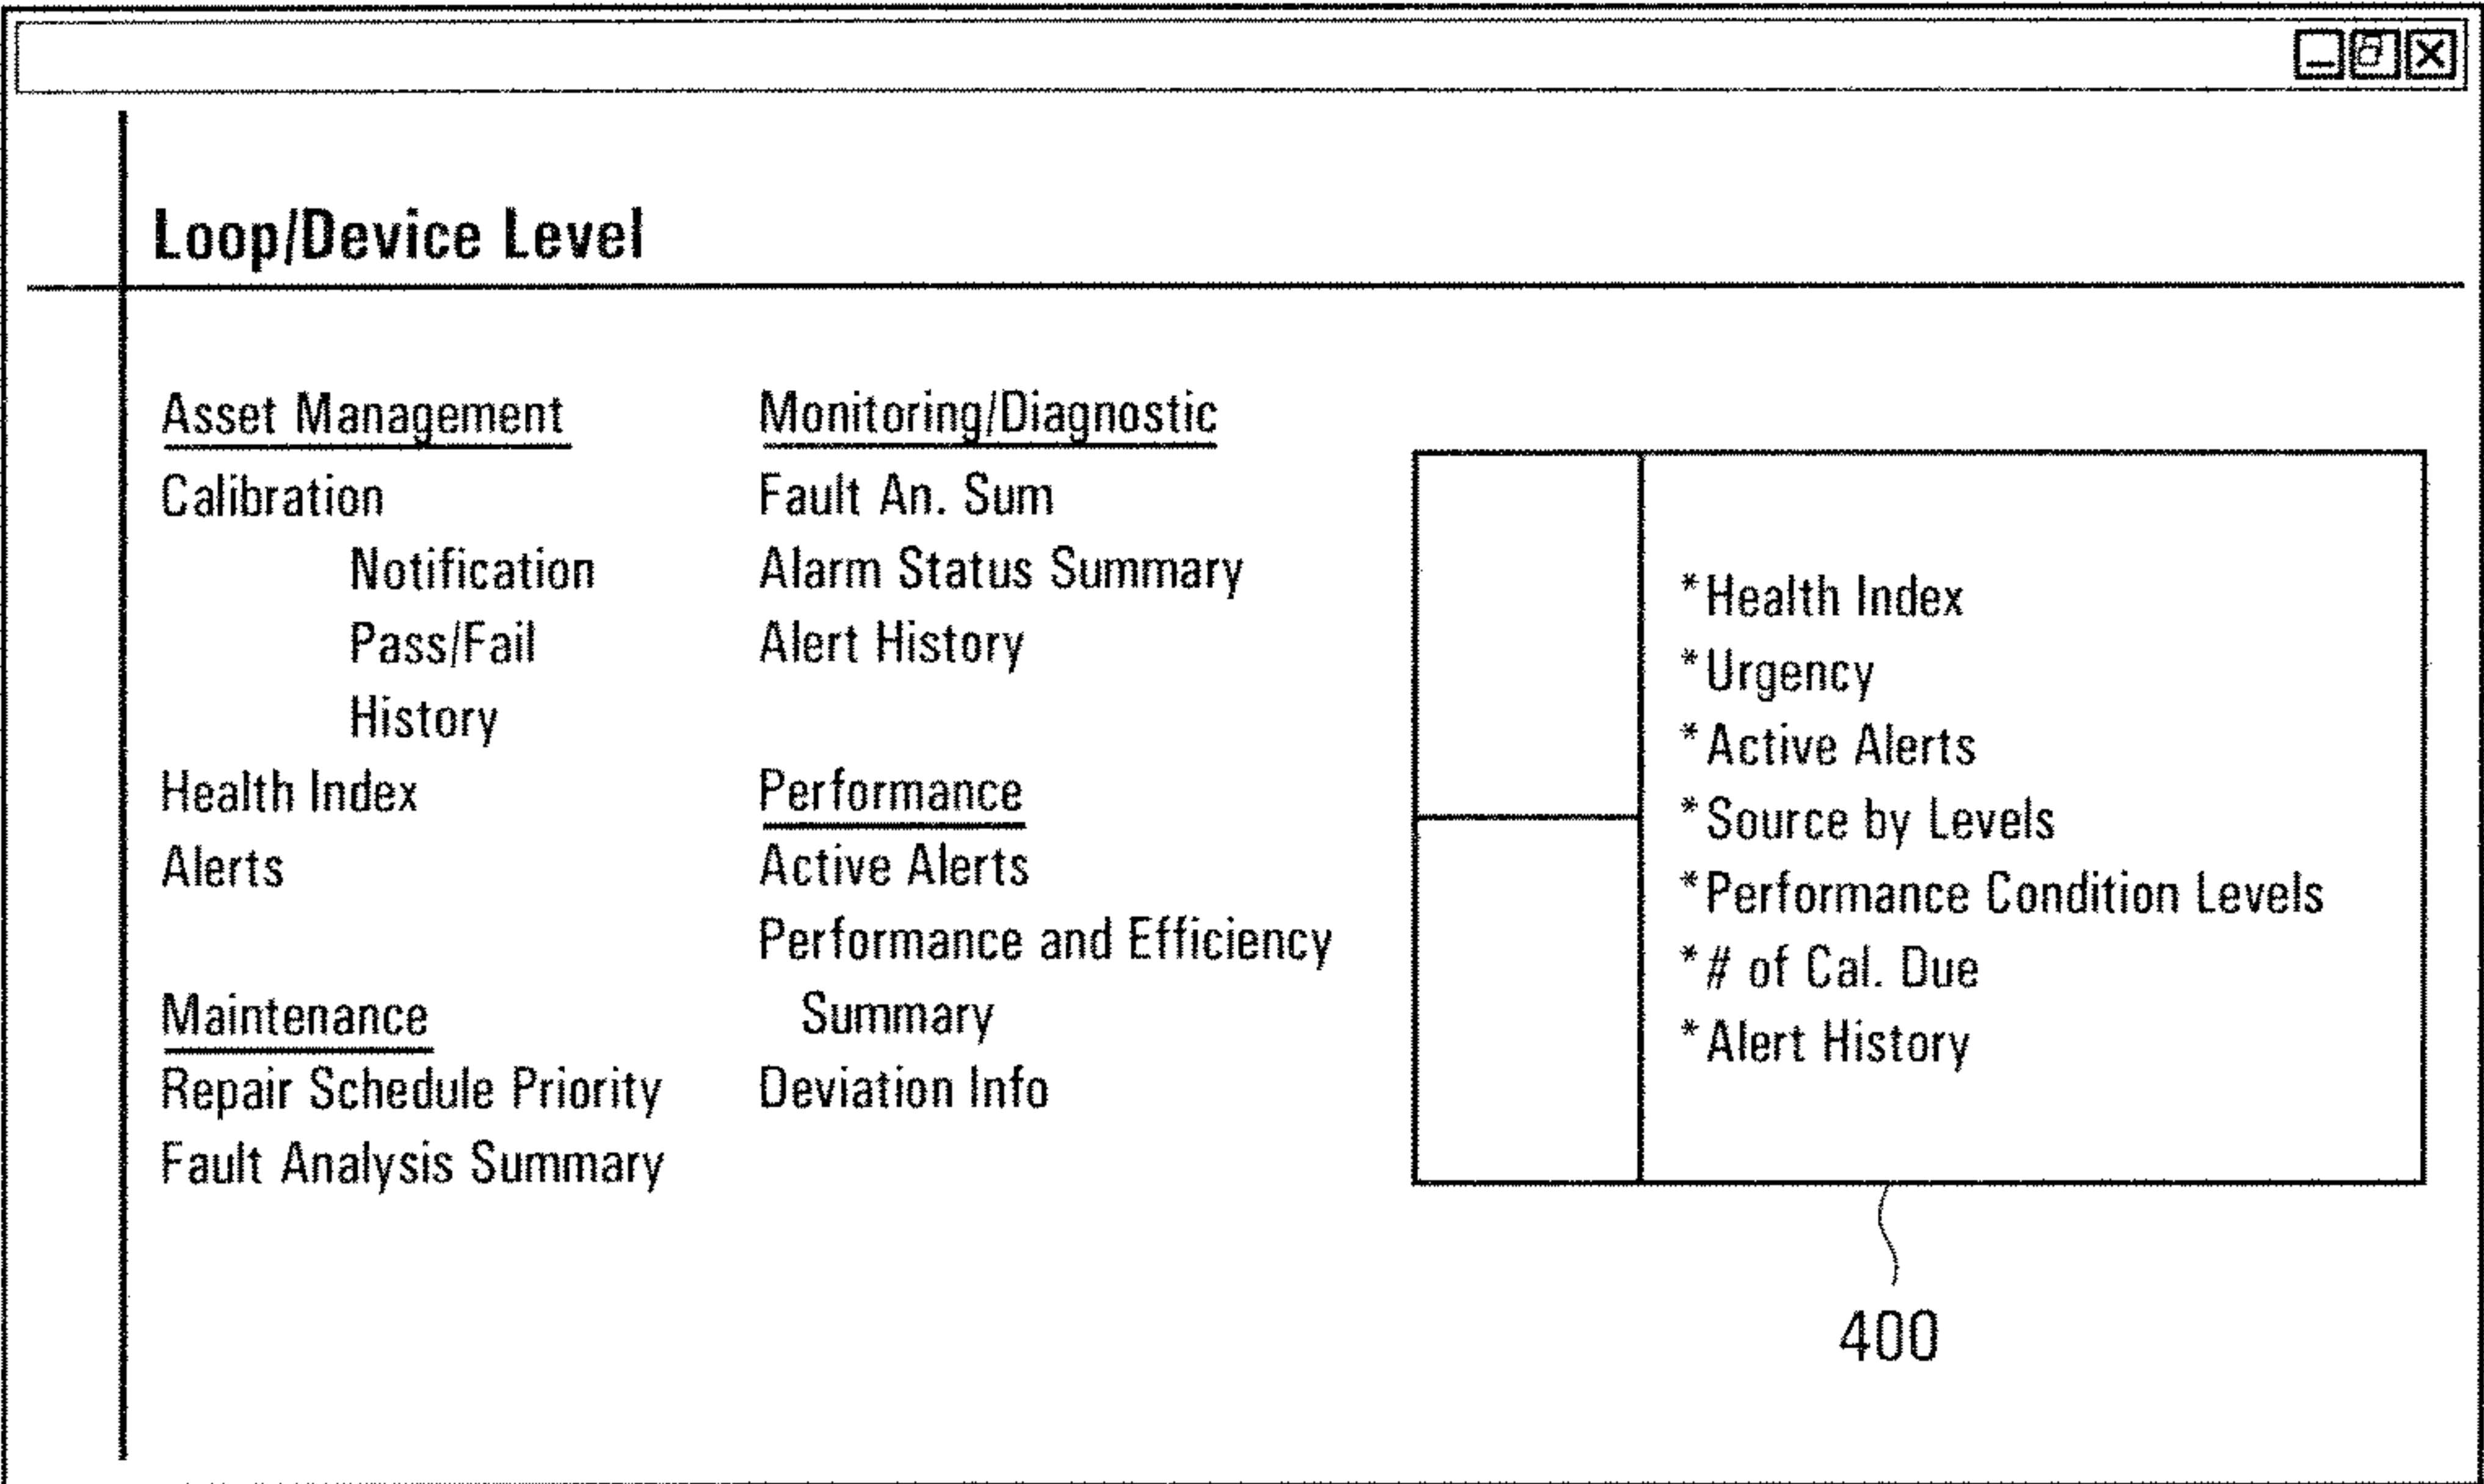 Loop/Device Level
Asset Management
Calibration
Notification
Pass/Fail
History
Health Index
Alerts
Maintenance
Repair Schedule Priority
Fault Analysis Summary
Monitoring/Diagnostic
Fault An. Sum
Alarm Status Summary
Alert History
Performance
Active Alerts
Performance and Efficiency
Summary
Deviation Info
*Health Index
*Urgency
*Active Alerts
*Source by Levels
*Performance Condition Levels
*# of Cal. Due
*Alert History
400